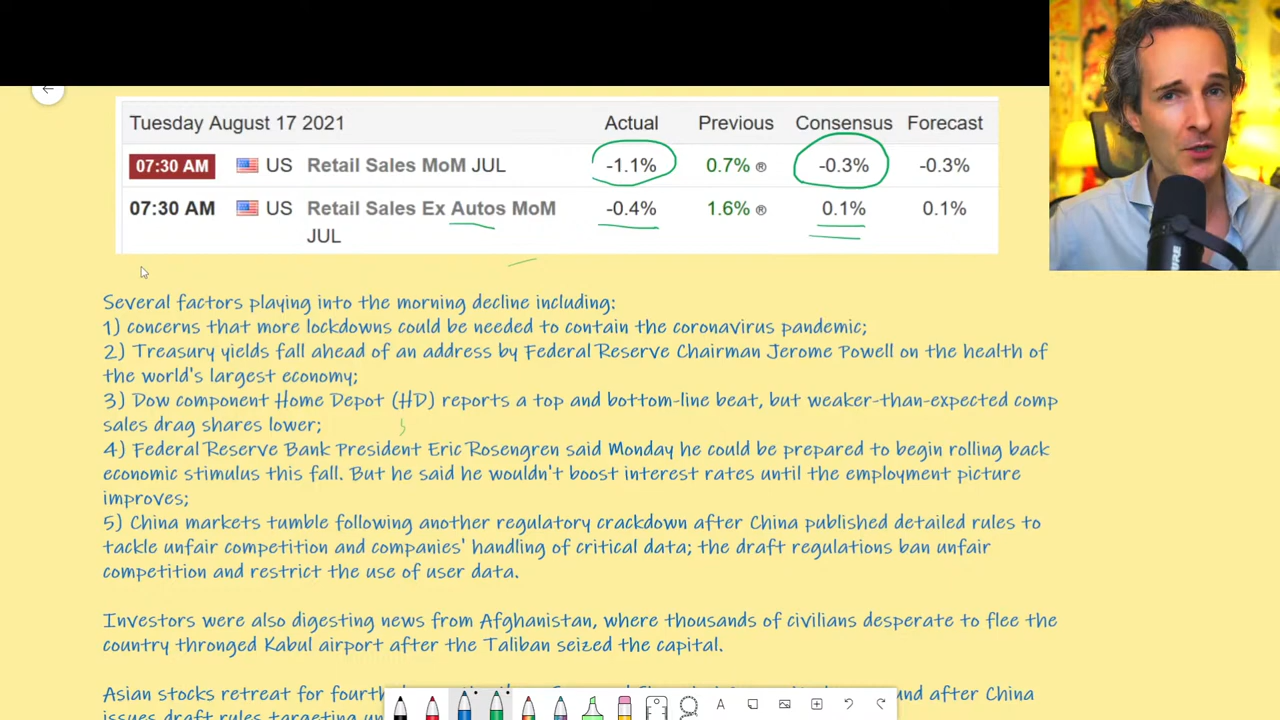 Tuesday August 17 2021 Actual Previous Consensus Forecast
07:30 AM US Retail Sales MoM JUL -1.1% 0.7% ® -0.3% -0.3%
07:30 AM US Retail Sales Ex Autos MoM -0.4% 1.6% ® 0.1% 0.1%
JUL
Several factors playing into the morning decline including:
1) concerns that more lockdowns could be needed to contain the coronavirus pandemic;
2) Treasury yields fall ahead of an address by Federal Reserve Chairman Jerome Powell on the health of
the world's largest economy;
3) Dow component Home Depot (HD) reports a top and bottom-line beat, but weaker-than-expected comp
sales drag shares lower;
4) Federal Reserve Bank President Eric Rosengren said Monday he could be prepared to begin rolling back
economic stimulus this fall. But he said he wouldn't boost interest rates until the employment picture
improves;
5) China markets tumble following another regulatory crackdown after China published detailed rules to
tackle unfair competition and companies' handling of critical data; the draft regulations ban unfair
competition and restrict the use of user data.
Investors were also digesting news from Afghanistan, where thousands of civilians desperate to flee the
country thronged Kabul airport after the Taliban seized the capital.
Asian stocks retreat for fourth and after China
issues draft rules targeting